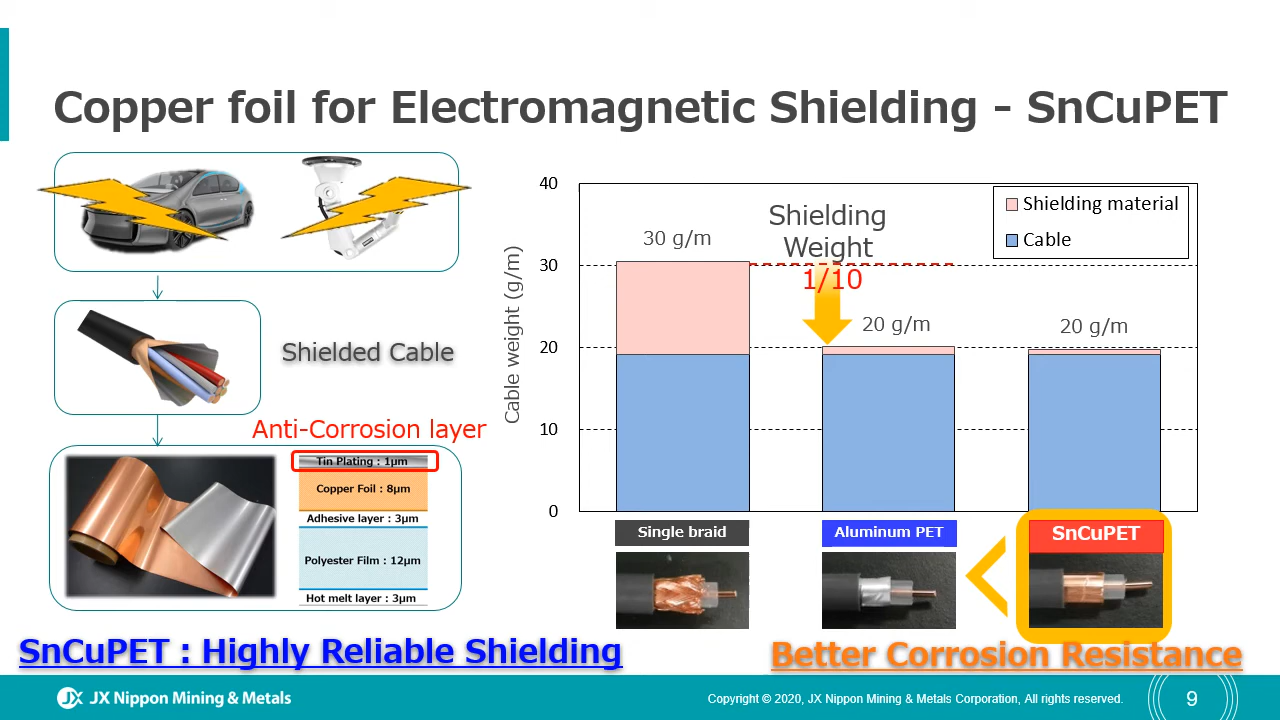 Copper foil for Electromagnetic Shielding - SnCuPET
Shielded Cable
Anti-Corrosion layer
Tin Plating : 1μm
Copper Foil : 8μm
Adhesive layer : 3μm
Polyester Film : 12μm
Hot melt layer : 3μm
Cable weight (g/m)
40
30
20
10
0
30 g/m
Shielding
Weight
1/10
20 g/m
20 g/m
Shielding material
Cable
Single braid
Aluminum PET
SnCuPET
SnCuPET : Highly Reliable Shielding
Better Corrosion Resistance
JX JX Nippon Mining & Metals
Copyright © 2020, JX Nippon Mining & Metals Corporation, All rights reserved.
9